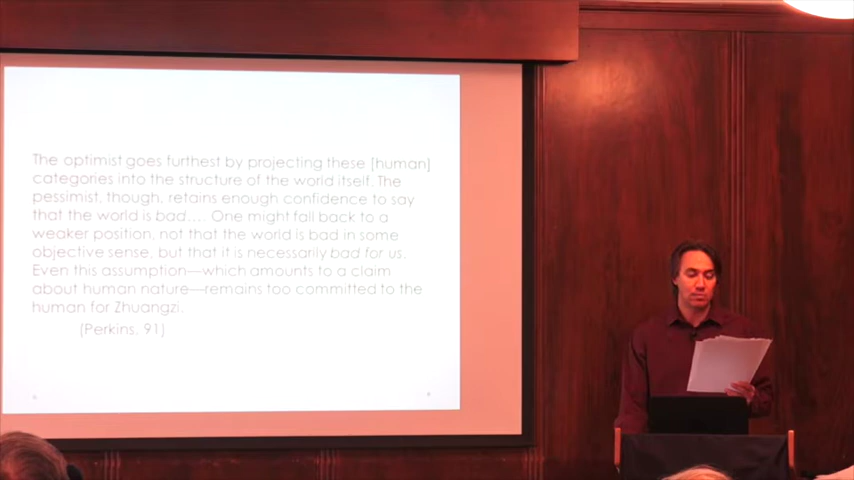 The optimist goes furthest by projecting these [human]
categories into the structure of the world itself. The
pessimist, though, retains enough confidence to say
that the world is bad.... One might fall back to a
weaker position, not that the world is bad in some
objective sense, but that it is necessarily bad for us.
Even this assumption—which amounts to a claim
about human nature—remains too committed to the
human for Zhuangzi.
(Perkins, 91)